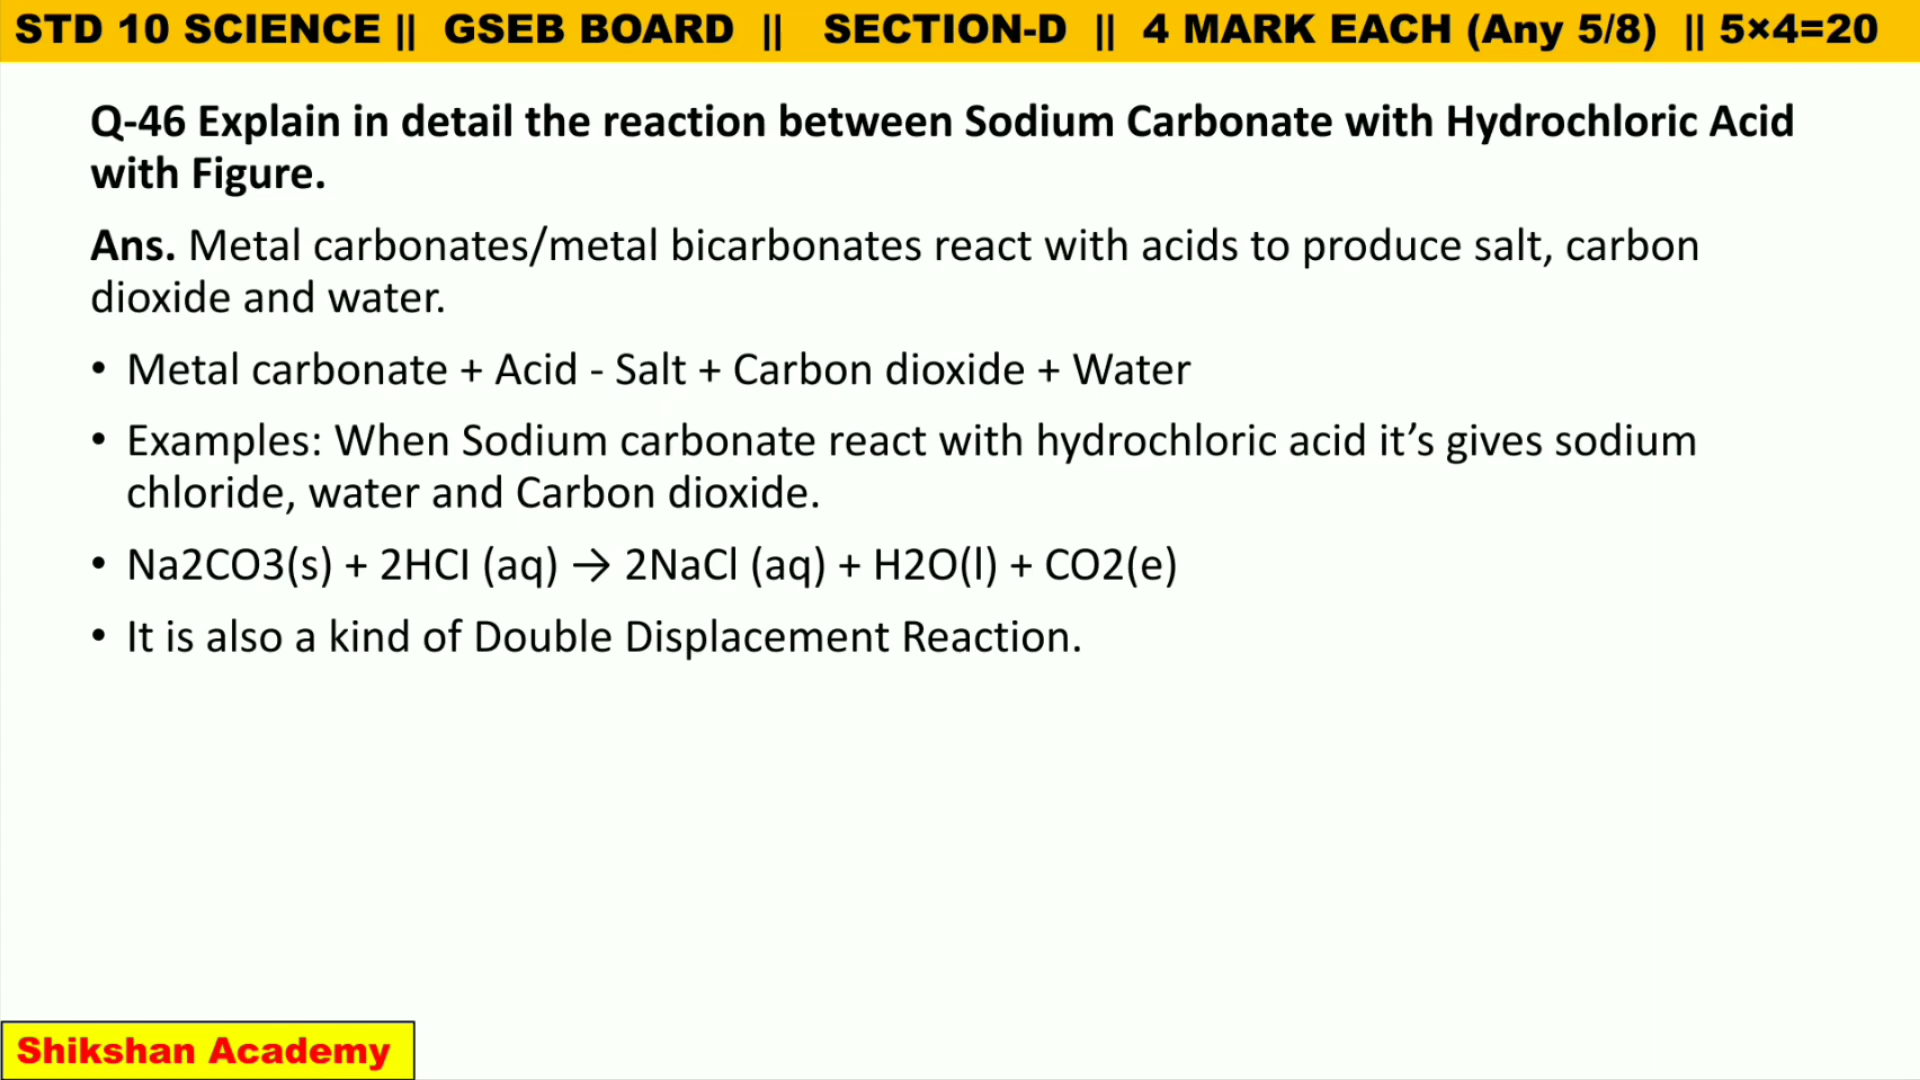 STD 10 SCIENCE || GSEB BOARD || SECTION-D || 4 MARK EACH (Any 5/8) || 5×4=20
Q-46 Explain in detail the reaction between Sodium Carbonate with Hydrochloric Acid
with Figure.
Ans. Metal carbonates/metal bicarbonates react with acids to produce salt, carbon
dioxide and water.
• Metal carbonate + Acid - Salt + Carbon dioxide + Water
• Examples: When Sodium carbonate react with hydrochloric acid it’s gives sodium
chloride, water and Carbon dioxide.
• Na2CO3(s) + 2HCI (aq) → 2NaCl (aq) + H2O(l) + CO2(e)
• It is also a kind of Double Displacement Reaction.
Shikshan Academy